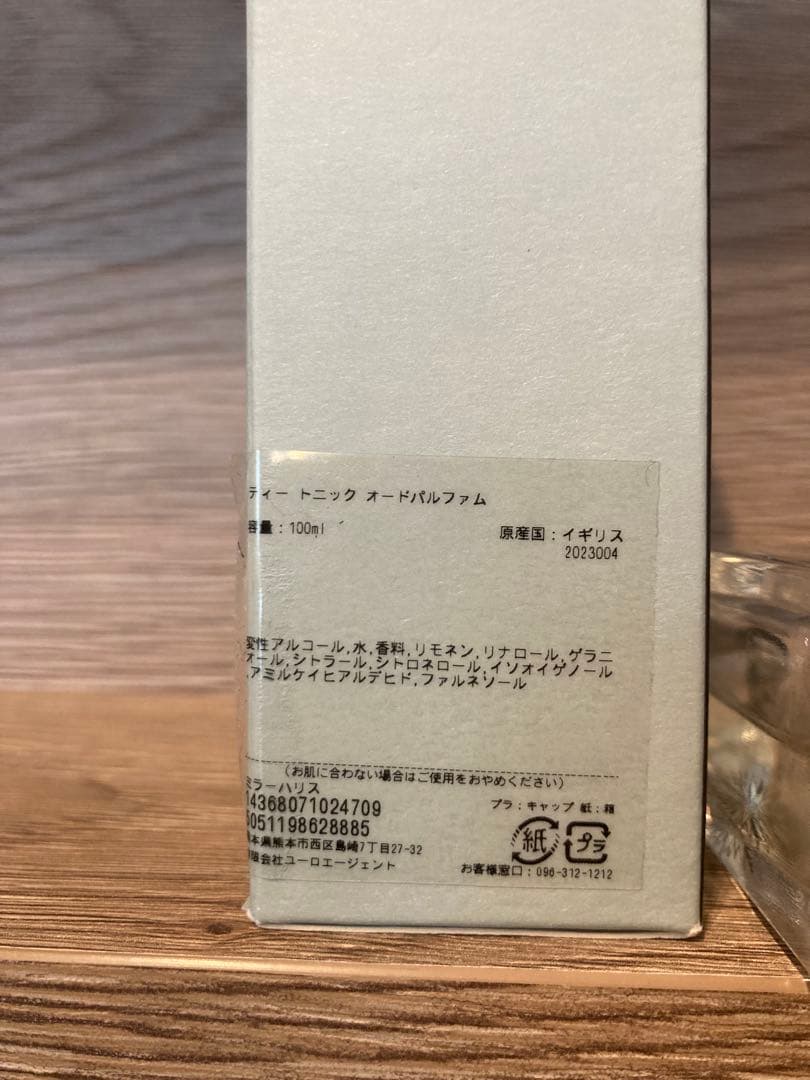 ティー トニック オードパルファム
容量：100ml
原産国：イギリス
2023004
変性アルコール,水,香料,リモネン,リナロール,ゲラニ
オール,シトラール,シトロネロール,イソオイゲノール
,アミルケイヒアルデヒド,ファルネソール
(お肌に合わない場合はご使用をおやめください)
ミラーハリス
14368071024709
5051198628885
本県熊本市西区島崎7丁目27-32
限会社ユーロエージェント
プラ：キャップ 紙：箱
紙 プラ
お客様窓口：096-312-1212